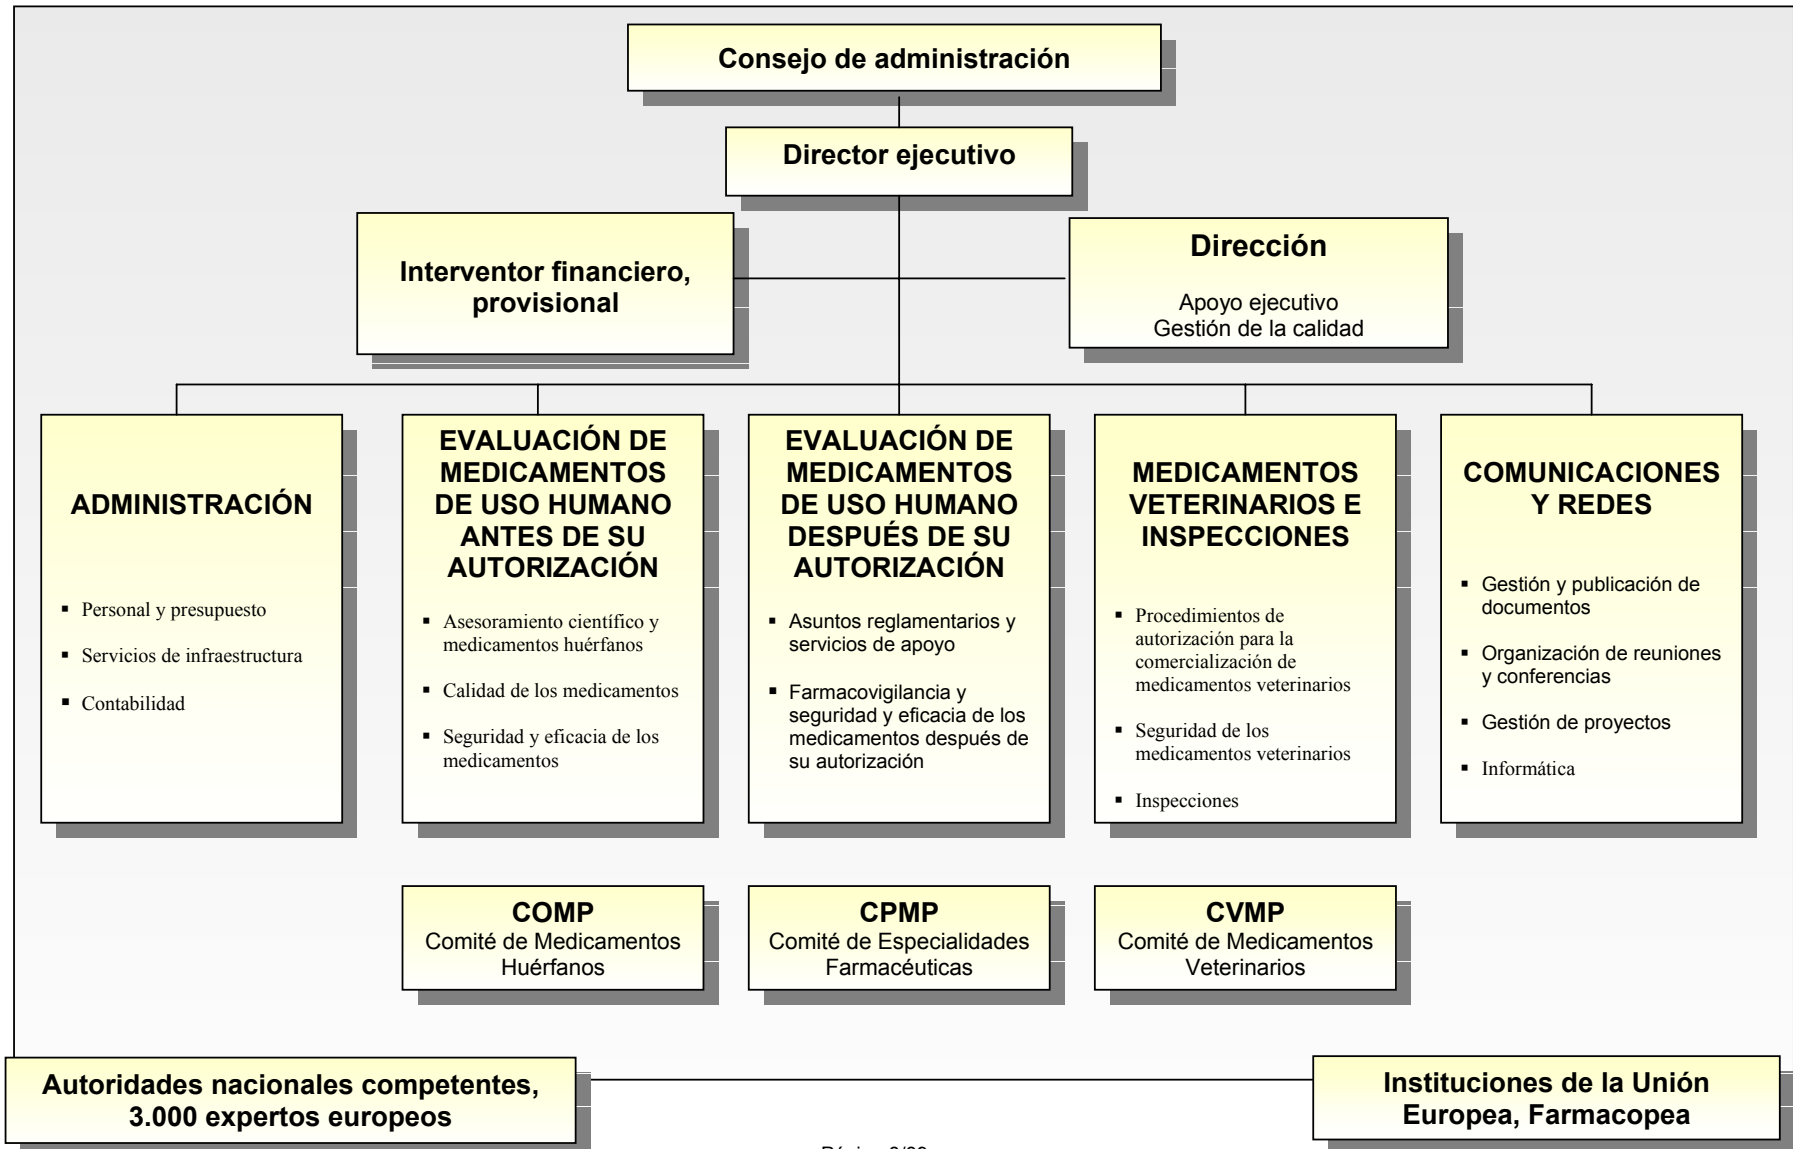 Consejo de administración
Director ejecutivo
Interventor financiero,
provisional
Dirección
Apoyo ejecutivo
Gestión de la calidad
ADMINISTRACIÓN
▪ Personal y presupuesto
▪ Servicios de infraestructura
▪ Contabilidad
EVALUACIÓN DE
MEDICAMENTOS
DE USO HUMANO
ANTES DE SU
AUTORIZACIÓN
▪ Asesoramiento científico y
medicamentos huérfanos
▪ Calidad de los medicamentos
▪ Seguridad y eficacia de los
medicamentos
EVALUACIÓN DE
MEDICAMENTOS
DE USO HUMANO
DESPUÉS DE SU
AUTORIZACIÓN
▪ Asuntos reglamentarios y
servicios de apoyo
▪ Farmacovigilancia y
seguridad y eficacia de los
medicamentos después de
su autorización
MEDICAMENTOS
VETERINARIOS E
INSPECCIONES
▪ Procedimientos de
autorización para la
comercialización de
medicamentos veterinarios
▪ Seguridad de los
medicamentos veterinarios
▪ Inspecciones
COMUNICACIONES
Y REDES
▪ Gestión y publicación de
documentos
▪ Organización de reuniones
y conferencias
▪ Gestión de proyectos
▪ Informática
COMP
Comité de Medicamentos
Huérfanos
CPMP
Comité de Especialidades
Farmacéuticas
CVMP
Comité de Medicamentos
Veterinarios
Autoridades nacionales competentes,
3.000 expertos europeos
Instituciones de la Unión
Europea, Farmacopea